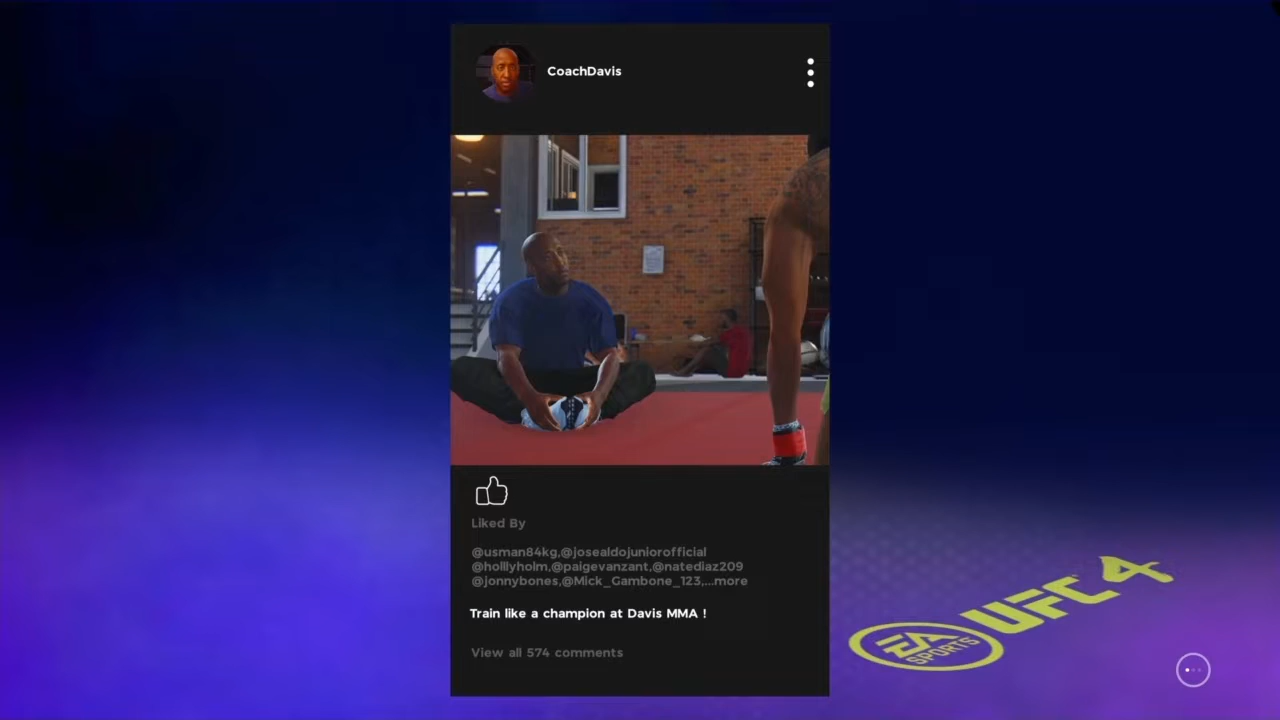 CoachDavis
Liked By
@usman84kg,@josealdojuniorofficial
@hollyholm,@paigevanzant,@natediaz209
@jonnybones,@Mick_Gambone_123,...more
Train like a champion at Davis MMA !
View all 574 comments
EA SPORTS UFC 4